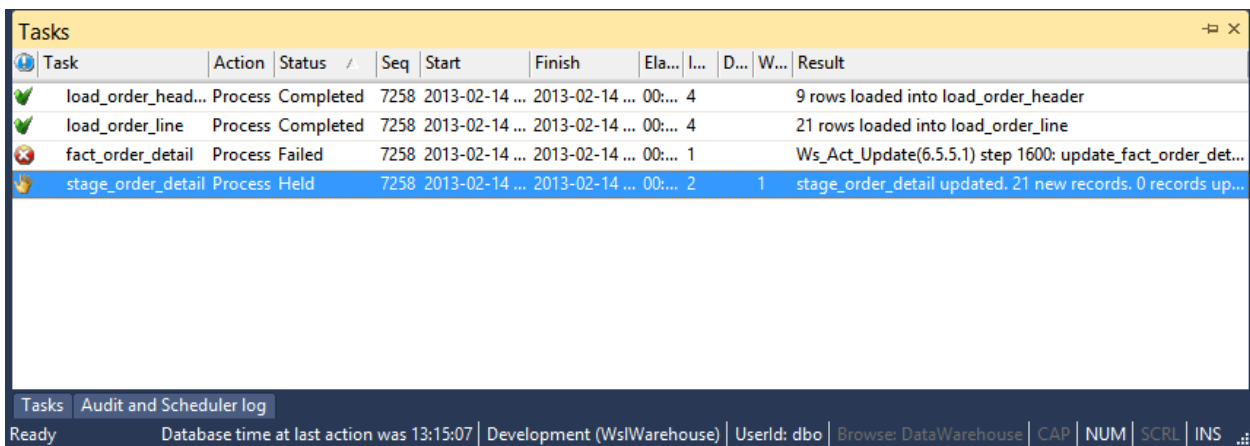 Tasks
Task Action Status Seq Start Finish Ela... I... D... W... Result
load_order_head... Process Completed 7258 2013-02-14 ... 2013-02-14 ... 00:... 4 9 rows loaded into load_order_header
load_order_line Process Completed 7258 2013-02-14 ... 2013-02-14 ... 00:... 4 21 rows loaded into load_order_line
fact_order_detail Process Failed 7258 2013-02-14 ... 2013-02-14 ... 00:... 1 Ws_Act_Update(6.5.5.1) step 1600: update_fact_order_det...
stage_order_detail Process Held 7258 2013-02-14 ... 2013-02-14 ... 00:... 2 1 stage_order_detail updated. 21 new records. 0 records up...
Tasks Audit and Scheduler log
Ready Database time at last action was 13:15:07 Development (WslWarehouse) UserId: dbo Browse: DataWarehouse CAP NUM SCRL INS